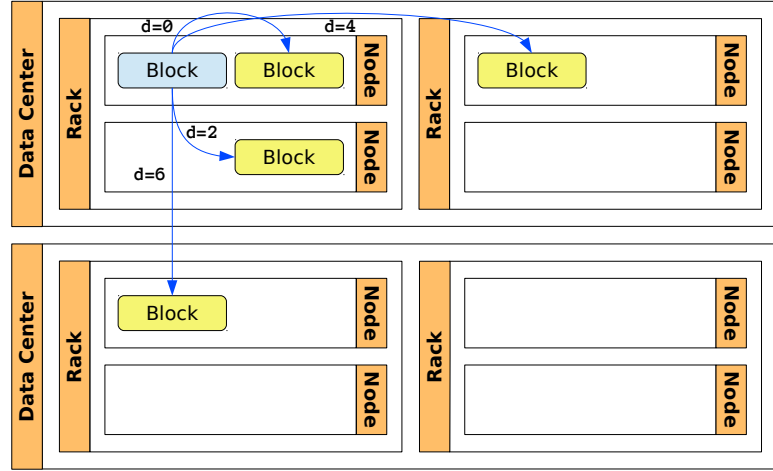 Data Center
Rack
d=0
d=4
Block
Block
Node
d=2
Block
Node
d=6
Rack
Block
Node
Node
Data Center
Rack
Block
Node
Node
Rack
Node
Node